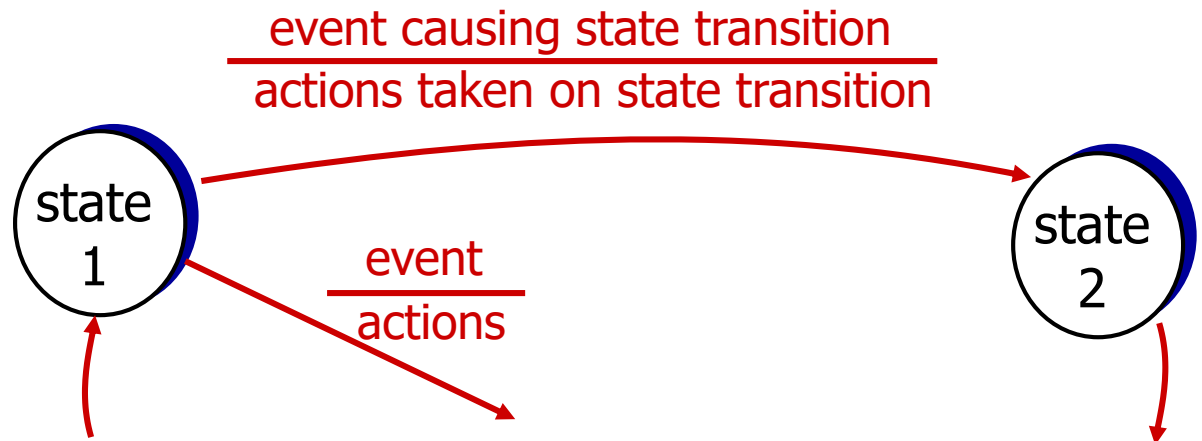 event causing state transition
actions taken on state transition
state
1
event
actions
state
2